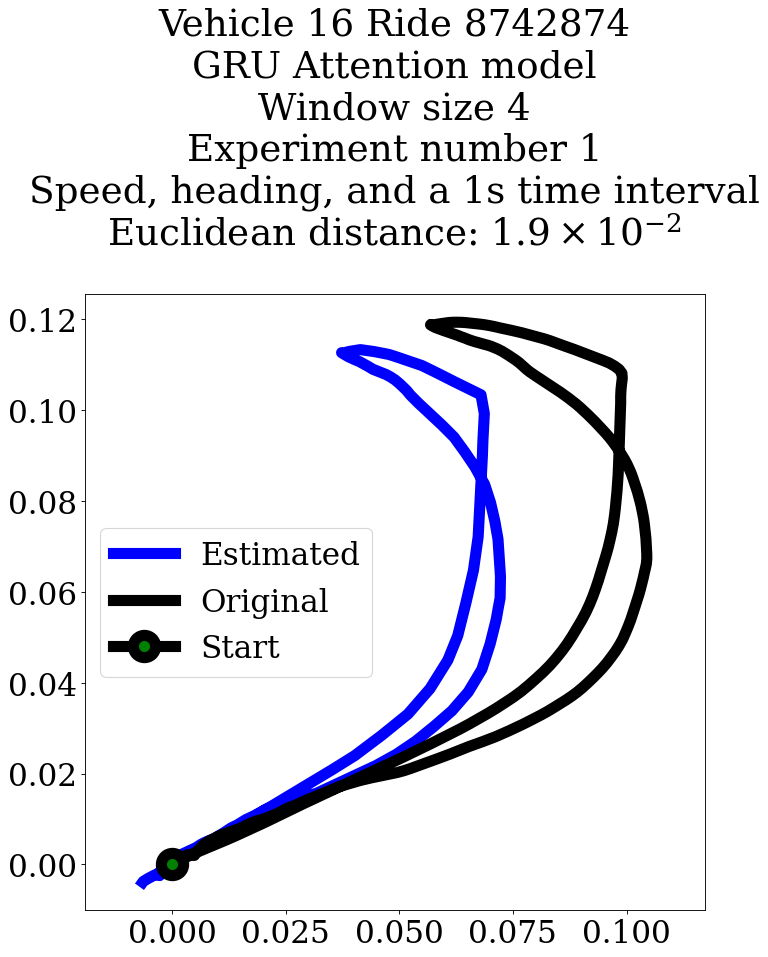 Vehicle 16 Ride 8742874
GRU Attention model
Window size 4
Experiment number 1
Speed, heading, and a 1s time interval
Euclidean distance: 1.9 × 10⁻²
0.12
0.10
0.08
0.06
0.04
0.02
0.00
Estimated
Original
Start
0.000 0.025 0.050 0.075 0.100